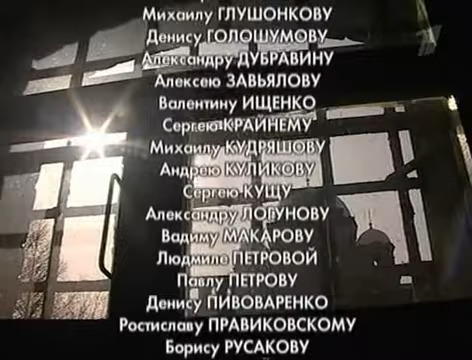 Михаилу ГЛУШОНКОВУ
Денису ГОЛОШУМОВУ
Александру ДУБРАВИНУ
Алексею ЗАВЬЯЛОВУ
Валентину ИЩЕНКО
Сергею КРАЙНЕМУ
Михаилу КУДРЯШОВУ
Андрею КУЛИКОВУ
Сергею КУЩУ
Александру ЛОГУНОВУ
Вадиму МАКАРОВУ
Людмиле ПЕТРОВОЙ
Павлу ПЕТРОВУ
Денису ПИВОВАРЕНКО
Ростиславу ПРАВИКОВСКОМУ
Борису РУСАКОВУ